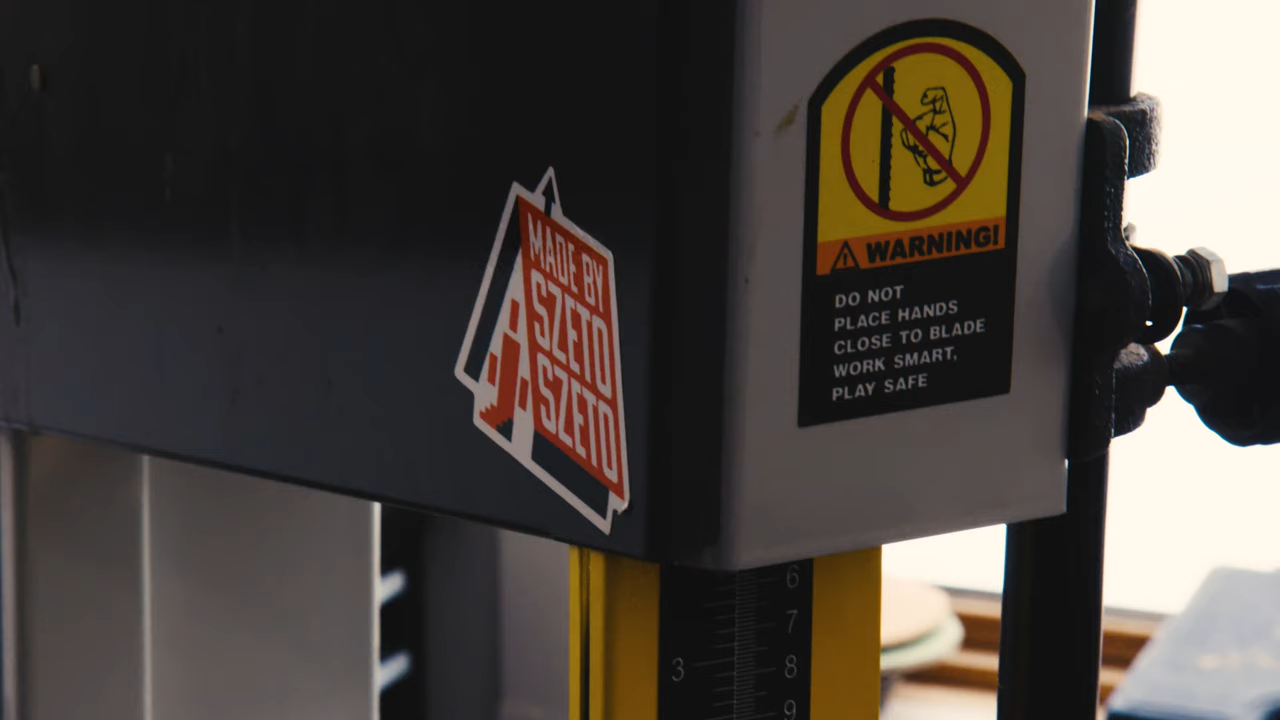 MADE BY
SZETO
SZETO
WARNING!
DO NOT
PLACE HANDS
CLOSE TO BLADE
WORK SMART,
PLAY SAFE
6
7
3 8
9